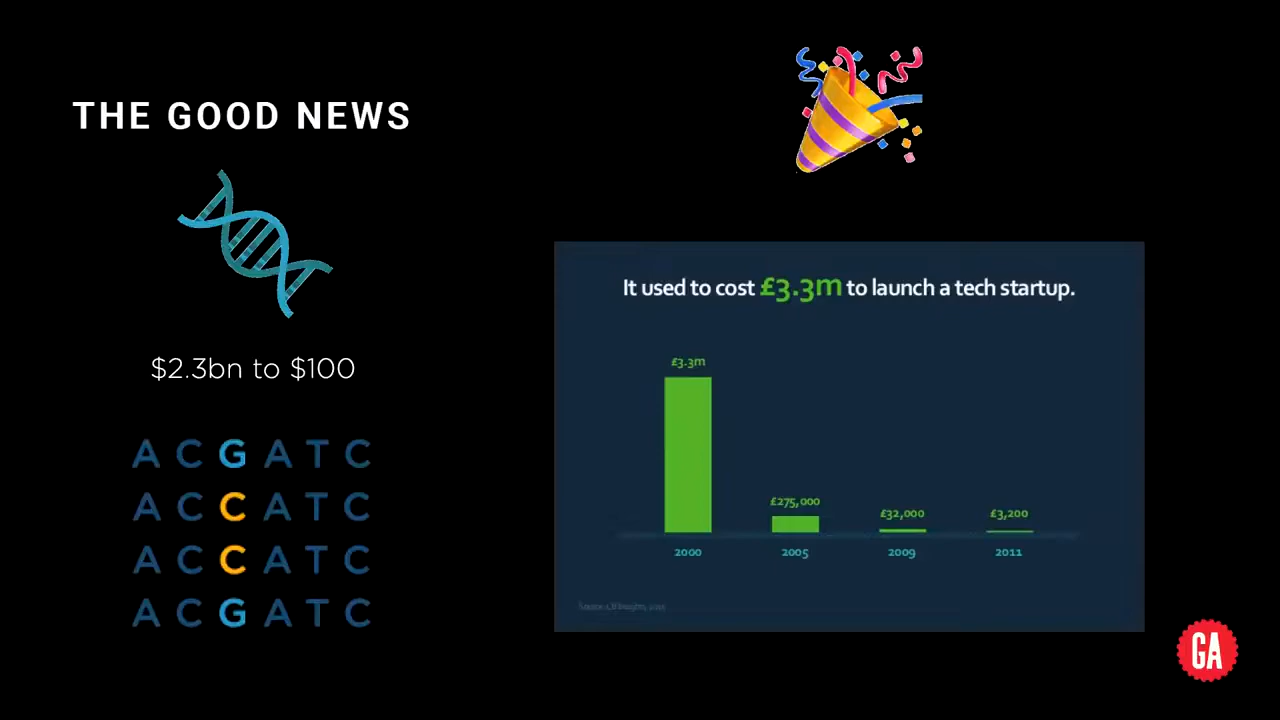 THE GOOD NEWS
$2.3bn to $100
A C G A T C
A C C A T C
A C C A T C
A C G A T C
It used to cost £3.3m to launch a tech startup.
£3.3m
£275,000
£32,000
£3,200
2000
2005
2009
2011
GA